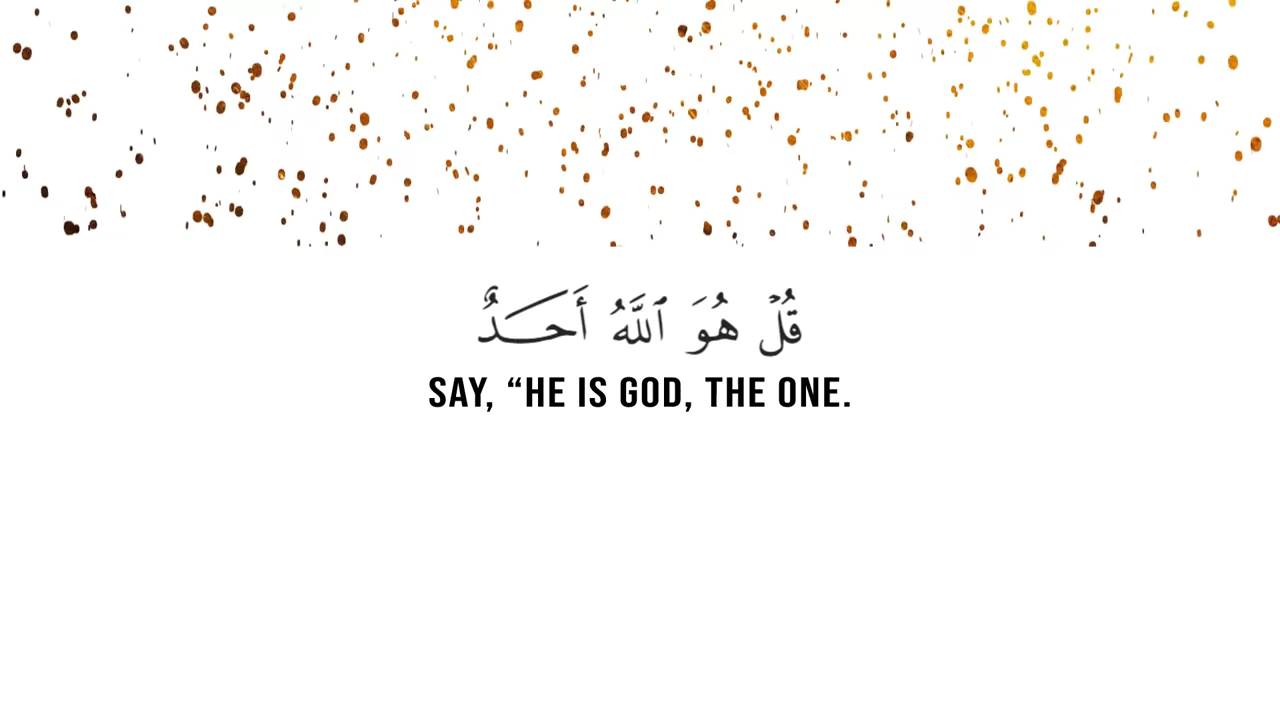 قُلۡ هُوَ ٱللَّهُ أَحَدٌ
SAY, “HE IS GOD, THE ONE.